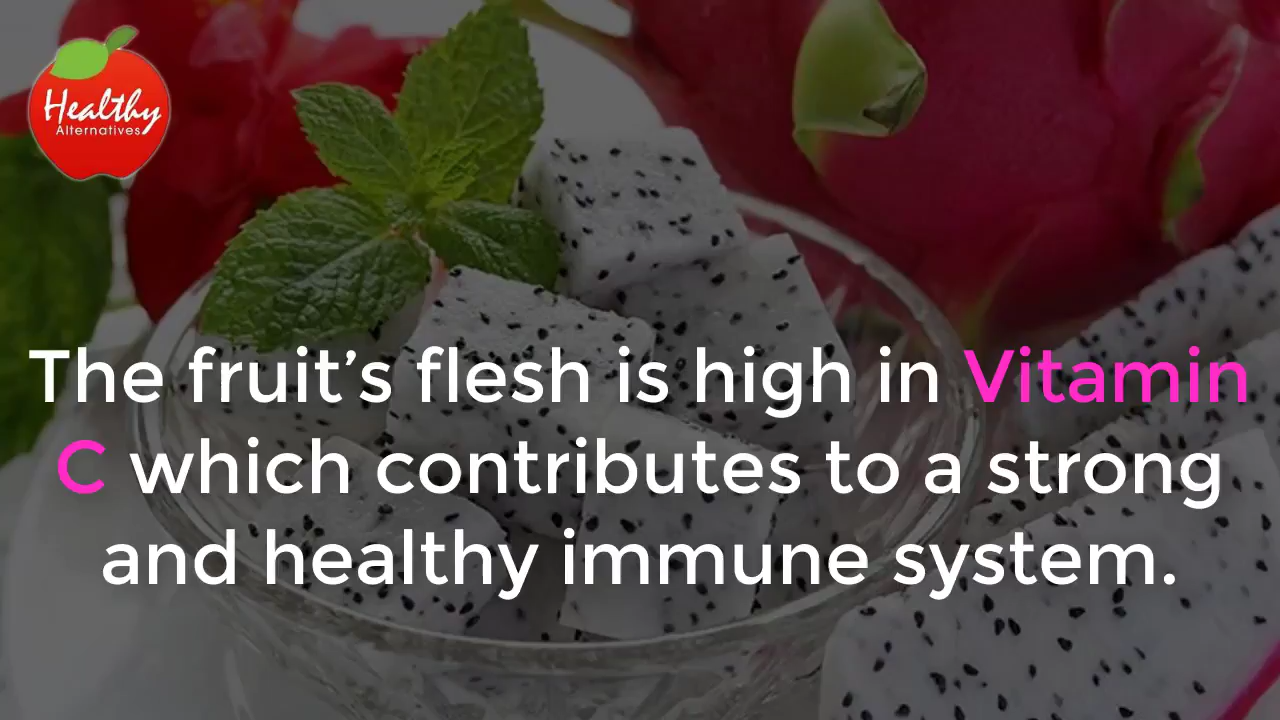 Healthy
Alternatives
The fruit’s flesh is high in Vitamin
C which contributes to a strong
and healthy immune system.